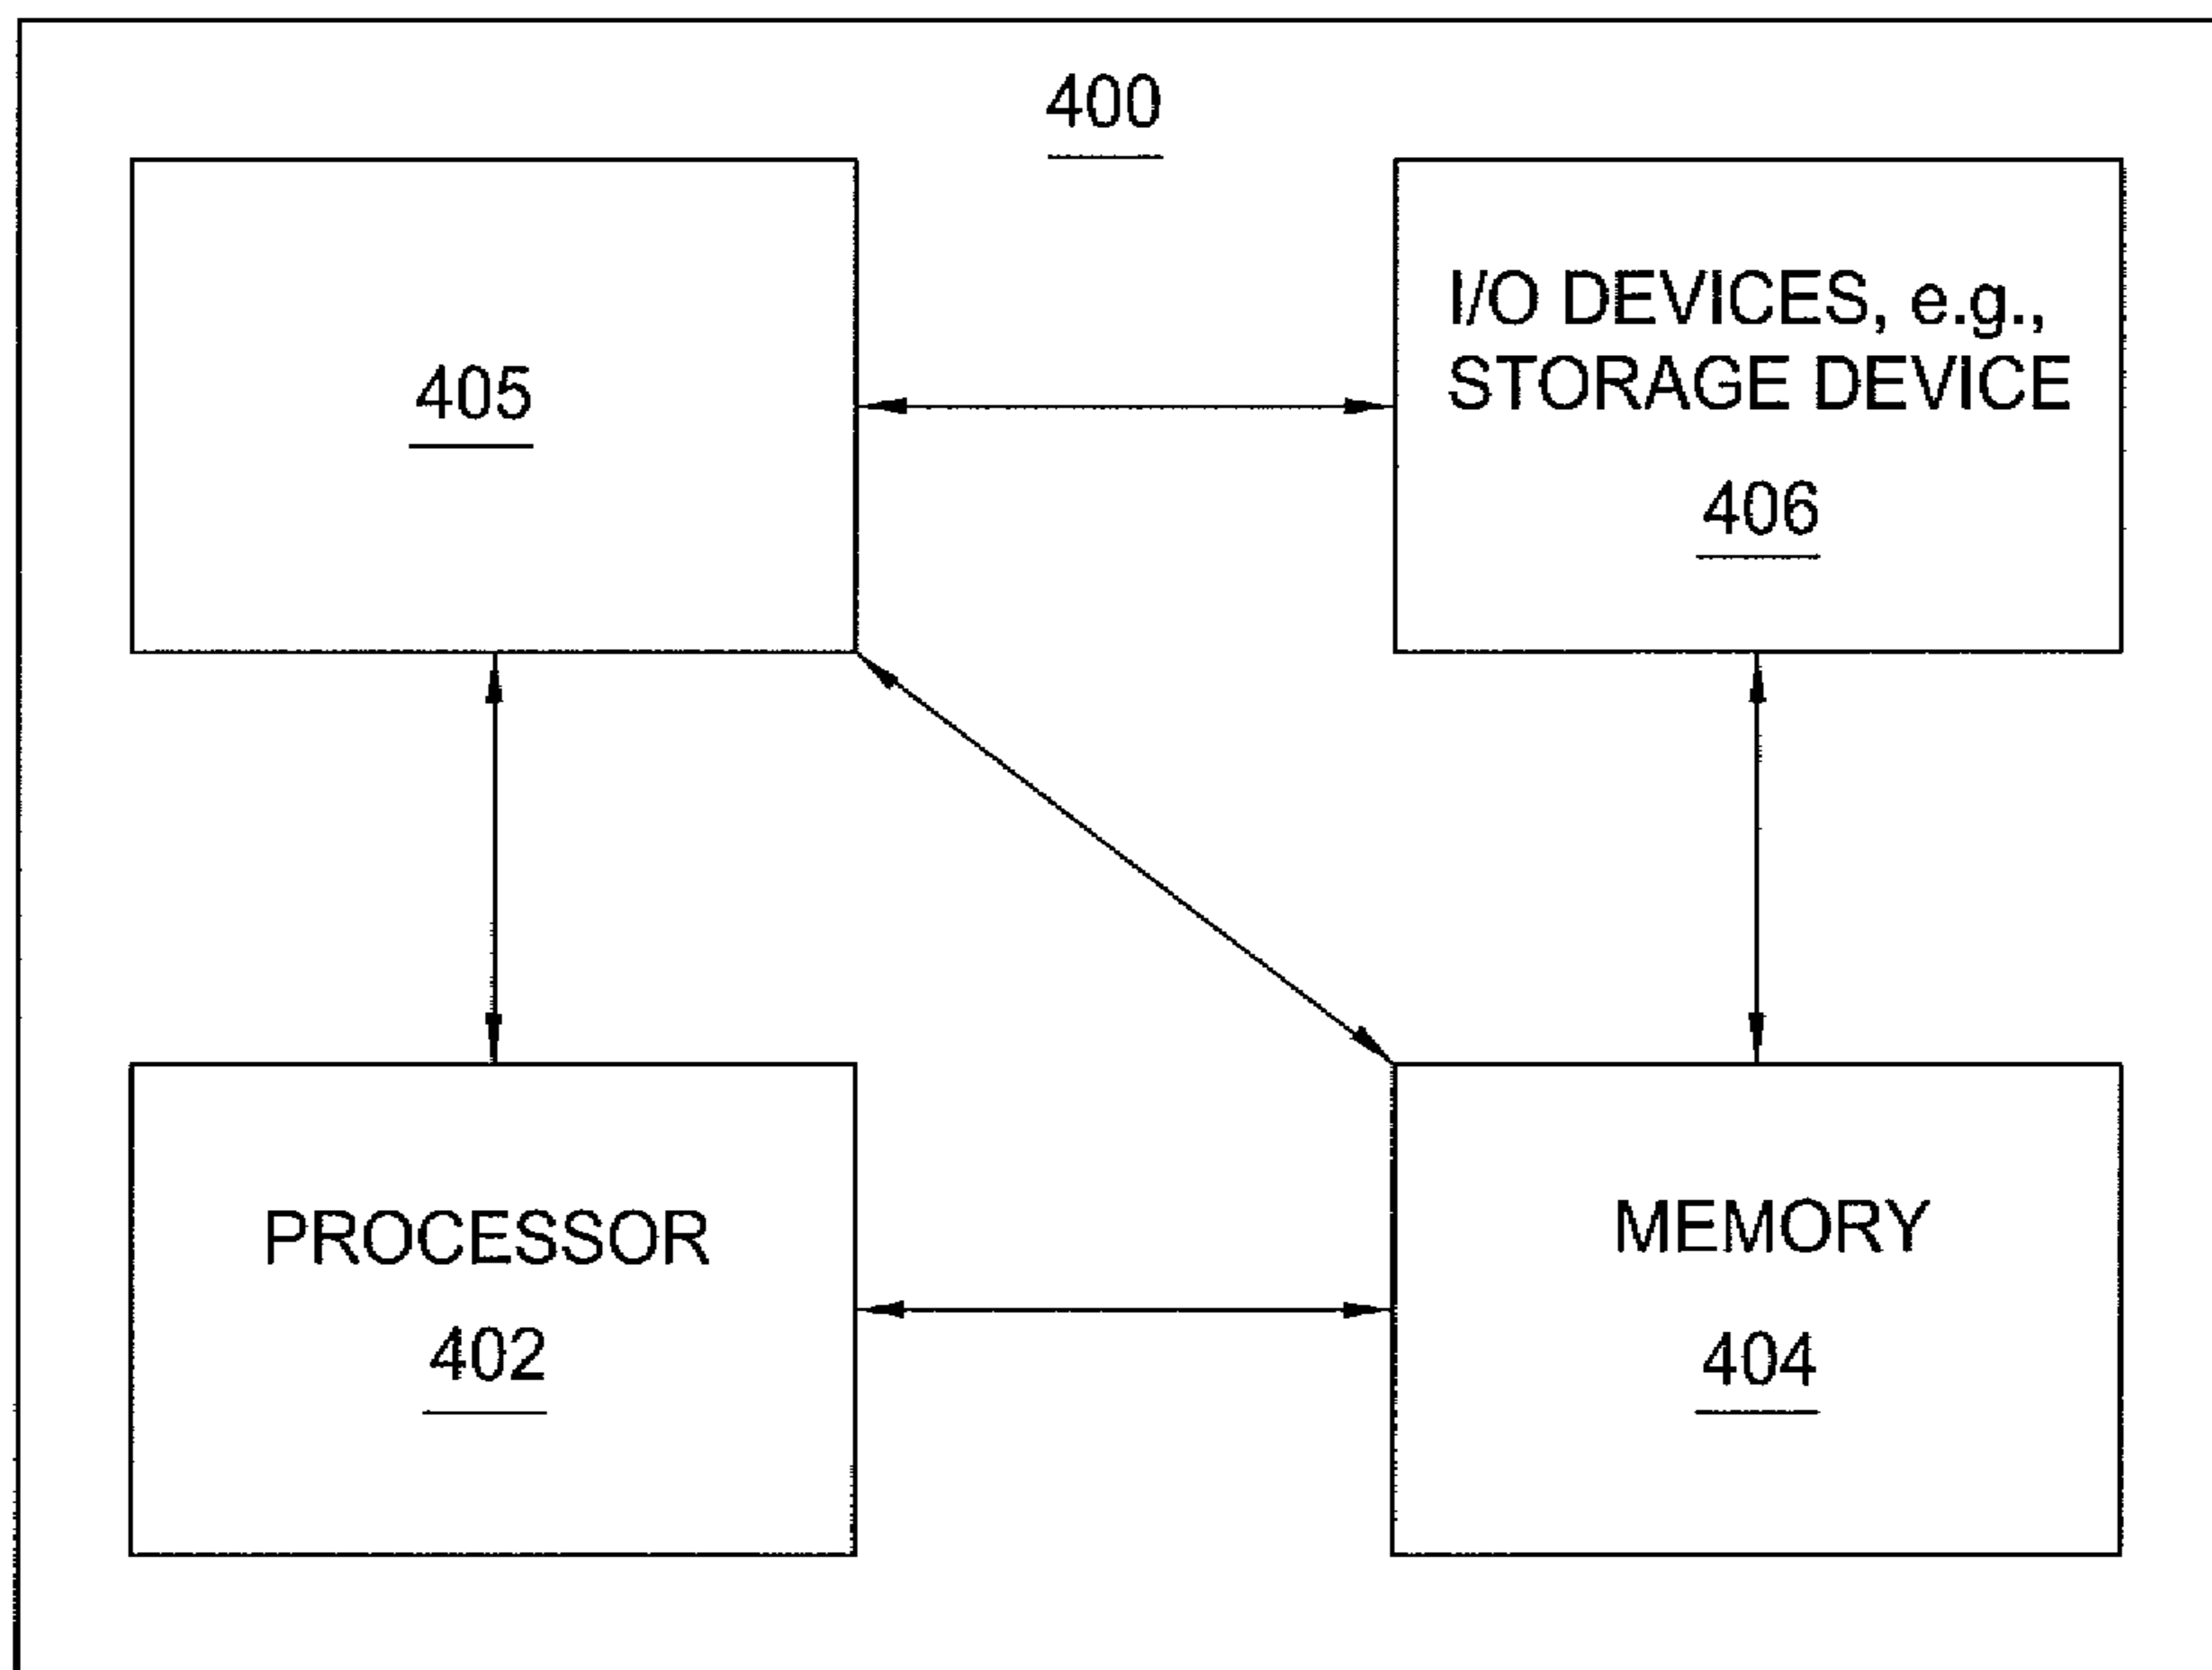 400
405
I/O DEVICES, e.g.,
STORAGE DEVICE
406
PROCESSOR
402
MEMORY
404